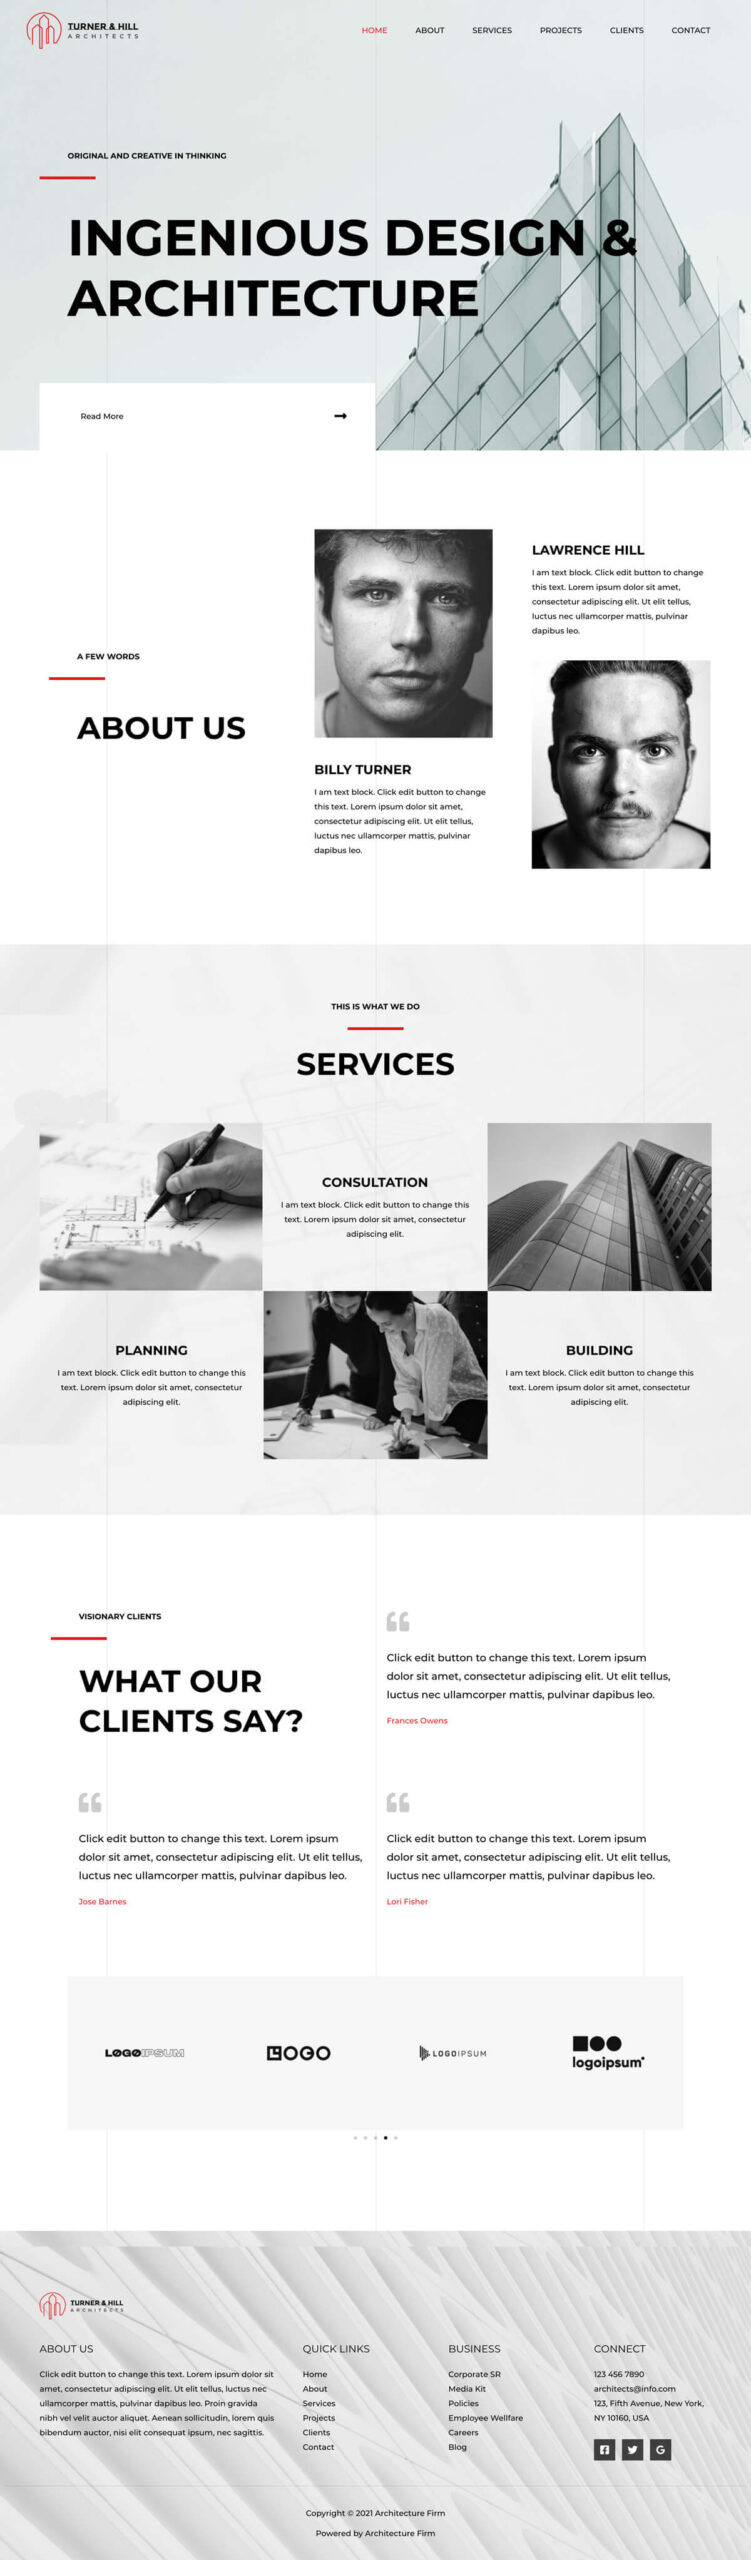 TURNER & HILL
ARCHITECTS
HOME
ABOUT
SERVICES
PROJECTS
CLIENTS
CONTACT
ORIGINAL AND CREATIVE IN THINKING
INGENIOUS DESIGN &
ARCHITECTURE
Read More
A FEW WORDS
ABOUT US
BILLY TURNER
I am text block. Click edit button to change
this text. Lorem ipsum dolor sit amet,
consectetur adipiscing elit. Ut elit tellus,
luctus nec ullamcorper mattis, pulvinar
dapibus leo.
LAWRENCE HILL
I am text block. Click edit button to change
this text. Lorem ipsum dolor sit amet,
consectetur adipiscing elit. Ut elit tellus,
luctus nec ullamcorper mattis, pulvinar
dapibus leo.
THIS IS WHAT WE DO
SERVICES
CONSULTATION
I am text block. Click edit button to change this
text. Lorem ipsum dolor sit amet, consectetur
adipiscing elit.
PLANNING
I am text block. Click edit button to change this
text. Lorem ipsum dolor sit amet, consectetur
adipiscing elit.
BUILDING
I am text block. Click edit button to change this
text. Lorem ipsum dolor sit amet, consectetur
adipiscing elit.
VISIONARY CLIENTS
WHAT OUR
CLIENTS SAY?
Click edit button to change this text. Lorem ipsum
dolor sit amet, consectetur adipiscing elit. Ut elit tellus,
luctus nec ullamcorper mattis, pulvinar dapibus leo.
Frances Owens
Click edit button to change this text. Lorem ipsum
dolor sit amet, consectetur adipiscing elit. Ut elit tellus,
luctus nec ullamcorper mattis, pulvinar dapibus leo.
Jose Barnes
Click edit button to change this text. Lorem ipsum
dolor sit amet, consectetur adipiscing elit. Ut elit tellus,
luctus nec ullamcorper mattis, pulvinar dapibus leo.
Lori Fisher
LOGOIPSUM
LOGO
LOGOIPSUM
logoipsum
TURNER & HILL
ARCHITECTS
ABOUT US
Click edit button to change this text. Lorem ipsum dolor sit
amet, consectetur adipiscing elit. Ut elit tellus, luctus nec
ullamcorper mattis, pulvinar dapibus leo. Proin gravida
nibh vel velit auctor aliquet. Aenean sollicitudin, lorem quis
bibendum auctor, nisi elit consequat ipsum, nec sagittis.
QUICK LINKS
Home
About
Services
Projects
Clients
Contact
BUSINESS
Corporate SR
Media Kit
Policies
Employee Wellfare
Careers
Blog
CONNECT
123 456 7890
architects@info.com
123, Fifth Avenue, New York,
NY 10160, USA
Copyright © 2021 Architecture Firm
Powered by Architecture Firm